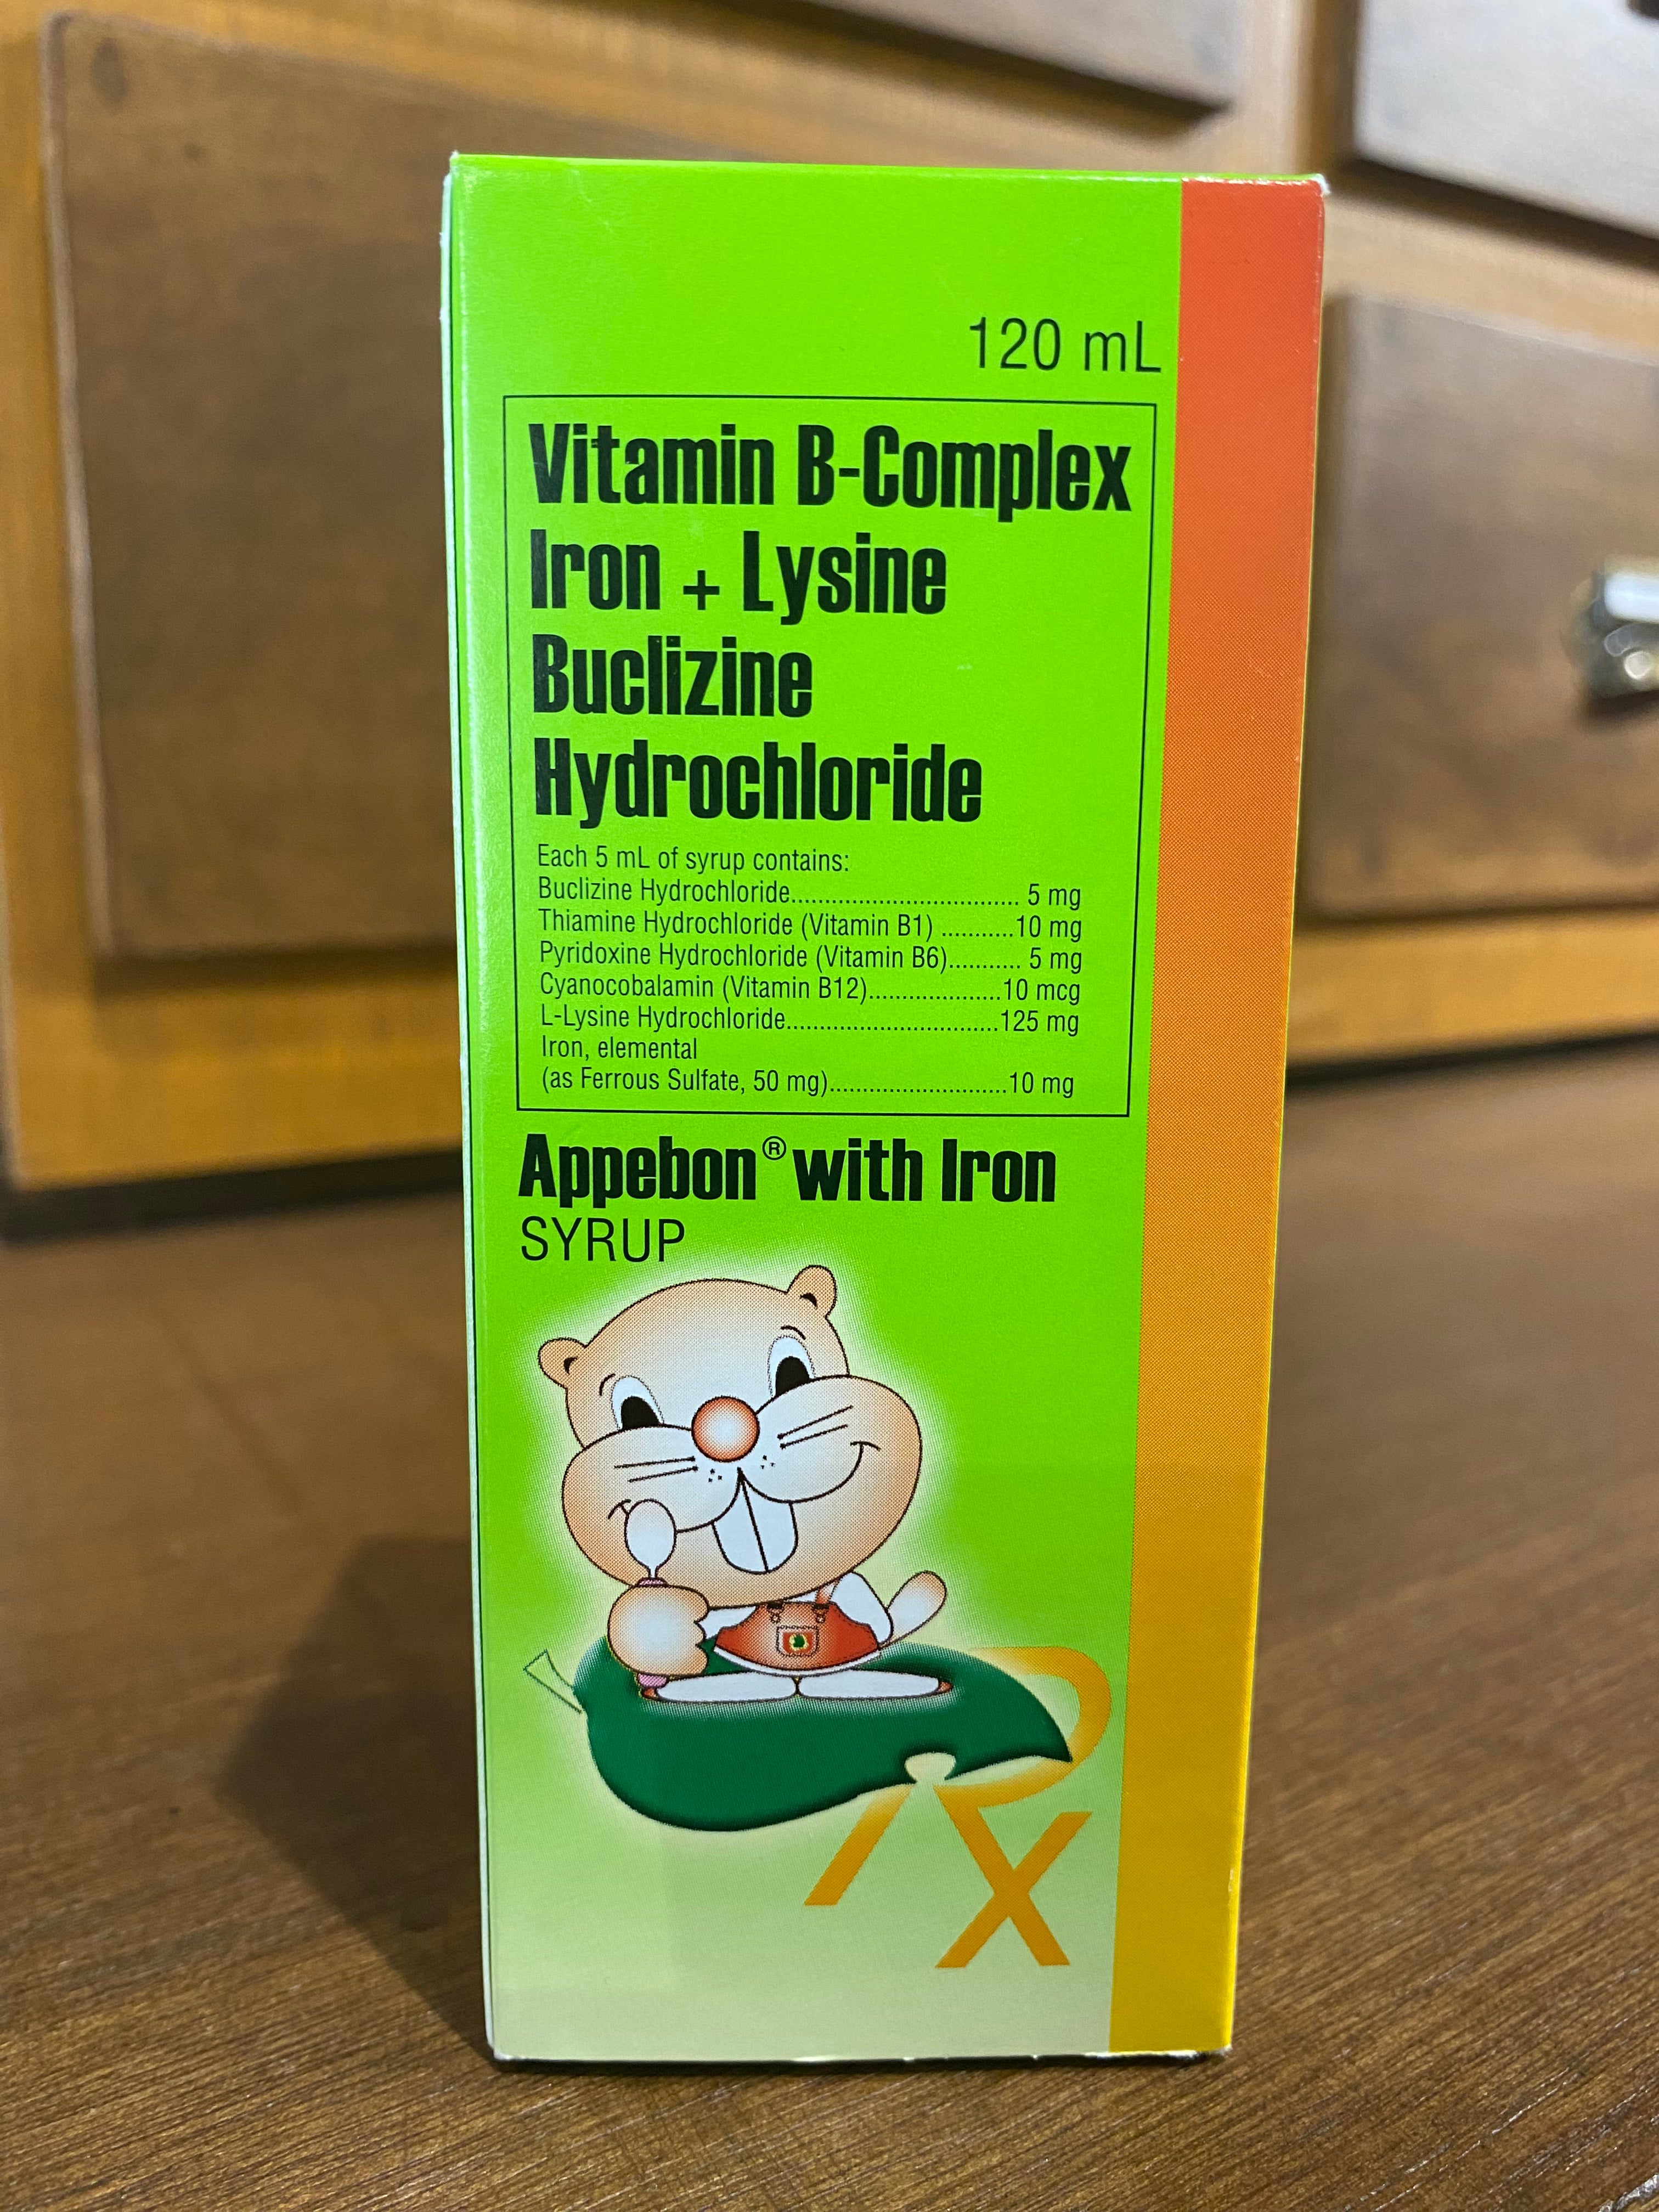 120 mL
Vitamin B-Complex
Iron + Lysine
Buclizine
Hydrochloride
Each 5 mL of syrup contains:
Buclizine Hydrochloride.................................. 5 mg
Thiamine Hydrochloride (Vitamin B1) ...........10 mg
Pyridoxine Hydrochloride (Vitamin B6)........... 5 mg
Cyanocobalamin (Vitamin B12)....................10 mcg
L-Lysine Hydrochloride................................125 mg
Iron, elemental
(as Ferrous Sulfate, 50 mg)...........................10 mg
Appebon® with Iron
SYRUP
Rx